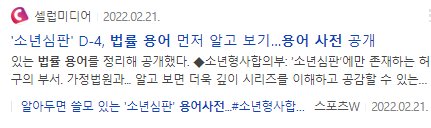 셀럽미디어 2022.02.21.
'소년심판' D-4, 법률 용어 먼저 알고 보기...용어 사전 공개
있는 법률 용어를 정리해 공개했다. ◆소년형사합의부: '소년심판'에만 존재하는 허
구의 부서. 가정법원과... 알고 보면 더욱 깊이 시리즈를 이해하고 공감할 수 있는...
알아두면 쓸모 있는 '소년심판' 용어사전...#소년형사합... 스포츠W 2022.02.21.